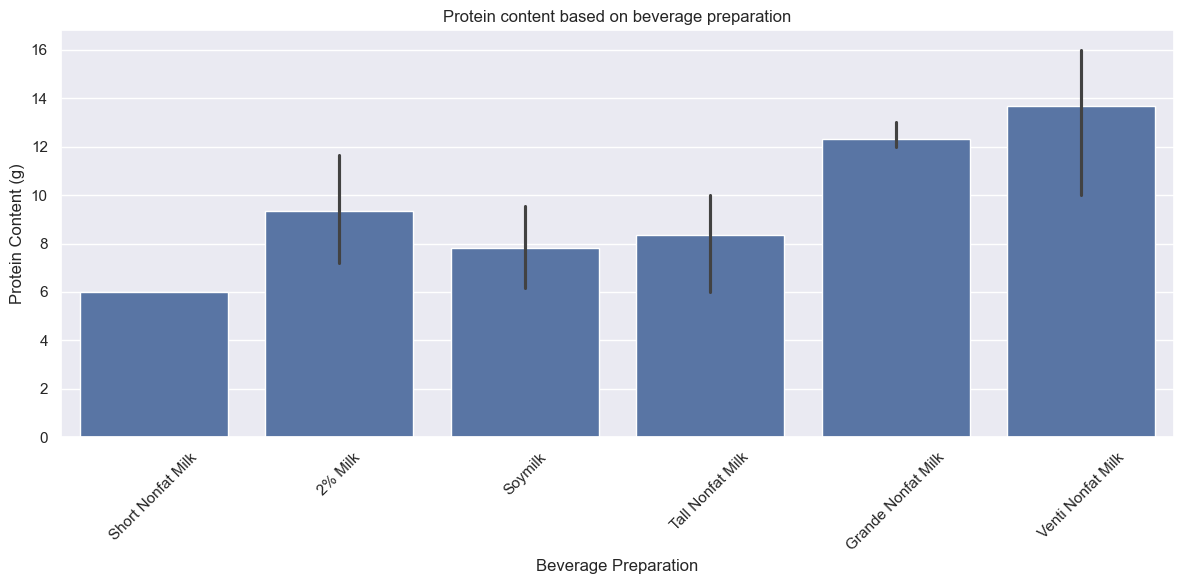 Protein content based on beverage preparation
Protein Content (g)
16
14
12
10
8
6
4
2
0
Short Nonfat Milk
2% Milk
Soymilk
Tall Nonfat Milk
Grande Nonfat Milk
Venti Nonfat Milk
Beverage Preparation